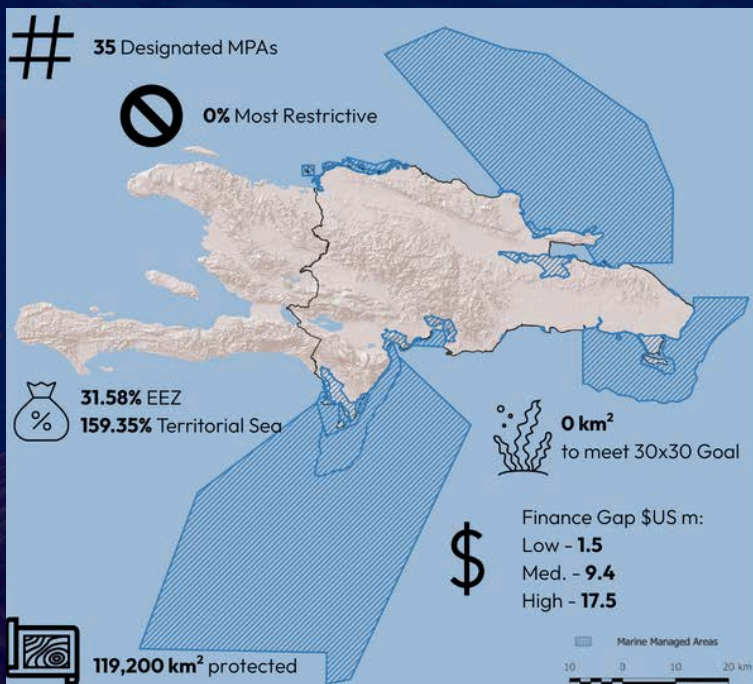 35 Designated MPAs
0% Most Restrictive
31.58% EEZ
159.35% Territorial Sea
0 km²
to meet 30x30 Goal
Finance Gap $US m:
Low - 1.5
Med. - 9.4
High - 17.5
Marine Managed Areas
119,200 km² protected
10 0 10 20 km